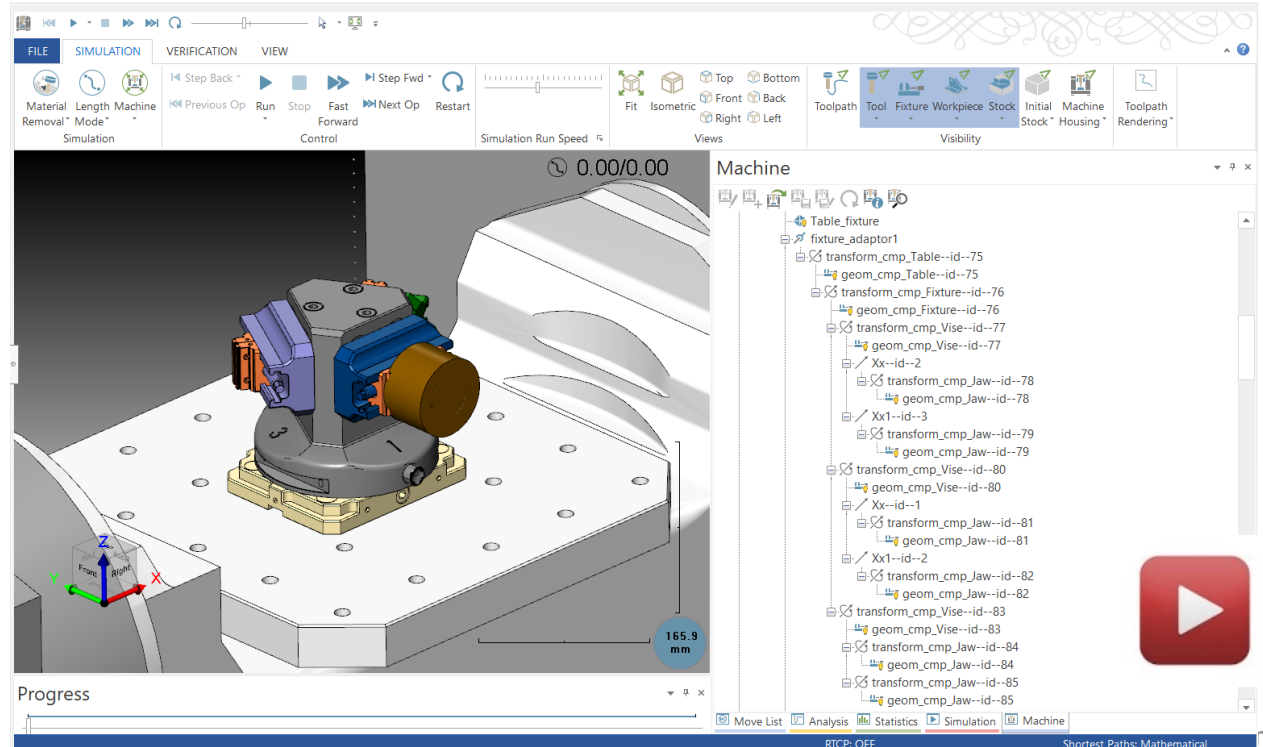 FILE SIMULATION VERIFICATION VIEW
Step Back Step Fwd Top Bottom
Previous Op Next Op Front Back
Right Left
Material Removal Length Mode Machine Run Stop Fast Forward Restart Fit Isometric Toolpath Tool Fixture Workpiece Stock Initial Stock Machine Housing Toolpath Rendering
Simulation Control Simulation Run Speed Views Visibility
0.00/0.00
3
1
Z
Y
X
Front Right
165.9
mm
Machine
Table_fixture
fixture_adaptor1
transform_cmp_Table--id--75
geom_cmp_Table--id--75
transform_cmp_Fixture--id--76
geom_cmp_Fixture--id--76
transform_cmp_Vise--id--77
geom_cmp_Vise--id--77
Xx--id--2
transform_cmp_Jaw--id--78
geom_cmp_Jaw--id--78
Xx1--id--3
transform_cmp_Jaw--id--79
geom_cmp_Jaw--id--79
transform_cmp_Vise--id--80
geom_cmp_Vise--id--80
Xx--id--1
transform_cmp_Jaw--id--81
geom_cmp_Jaw--id--81
Xx1--id--2
transform_cmp_Jaw--id--82
geom_cmp_Jaw--id--82
transform_cmp_Vise--id--83
geom_cmp_Vise--id--83
transform_cmp_Jaw--id--84
geom_cmp_Jaw--id--84
transform_cmp_Jaw--id--85
geom_cmp_Jaw--id--85
Progress
Move List Analysis Statistics Simulation Machine
RTCP: OFF Shortest Paths: Mathematical